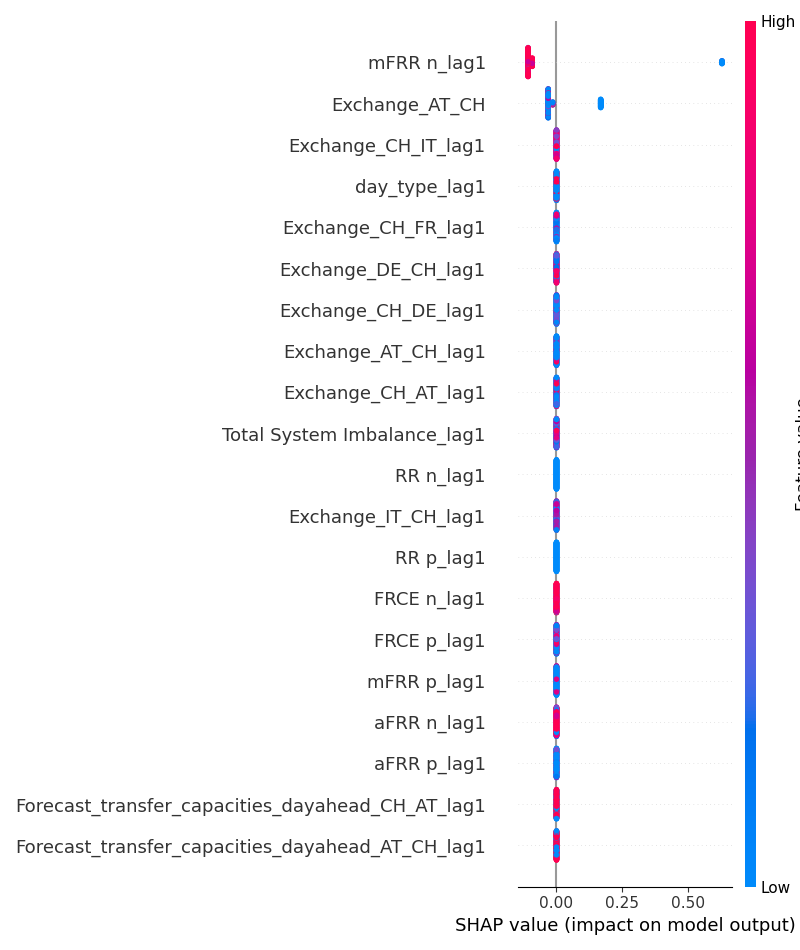 High
mFRR n_lag1
Exchange_AT_CH
Exchange_CH_IT_lag1
day_type_lag1
Exchange_CH_FR_lag1
Exchange_DE_CH_lag1
Exchange_CH_DE_lag1
Exchange_AT_CH_lag1
Exchange_CH_AT_lag1
Total System Imbalance_lag1
RR n_lag1
Exchange_IT_CH_lag1
RR p_lag1
FRCE n_lag1
FRCE p_lag1
mFRR p_lag1
aFRR n_lag1
aFRR p_lag1
Forecast_transfer_capacities_dayahead_CH_AT_lag1
Forecast_transfer_capacities_dayahead_AT_CH_lag1
Low
0.00 0.25 0.50
SHAP value (impact on model output)